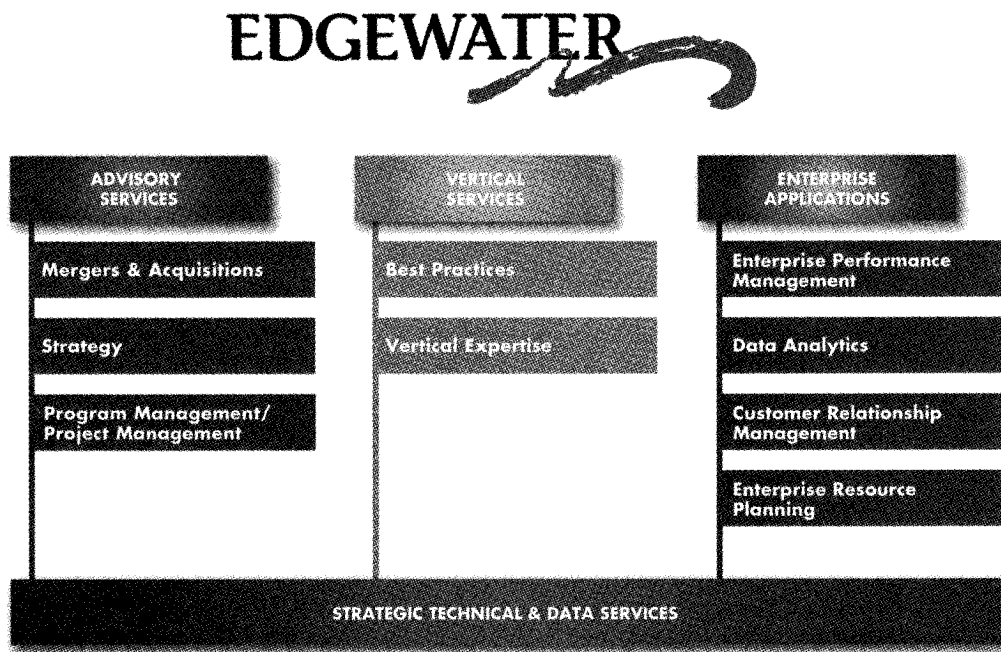 EDGEWATER
ADVISORY
SERVICES
Mergers & Acquisitions
Strategy
Program Management/
Project Management
VERTICAL
SERVICES
Best Practices
Vertical Expertise
ENTERPRISE
APPLICATIONS
Enterprise Performance
Management
Data Analytics
Customer Relationship
Management
Enterprise Resource
Planning
STRATEGIC TECHNICAL & DATA SERVICES